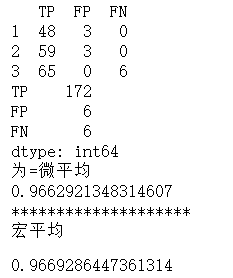 TP FP FN
1 48 3 0
2 59 3 0
3 65 0 6
TP 172
FP 6
FN 6
dtype: int64
为=微平均
0.9662921348314607
********************
宏平均
0.9669286447361314